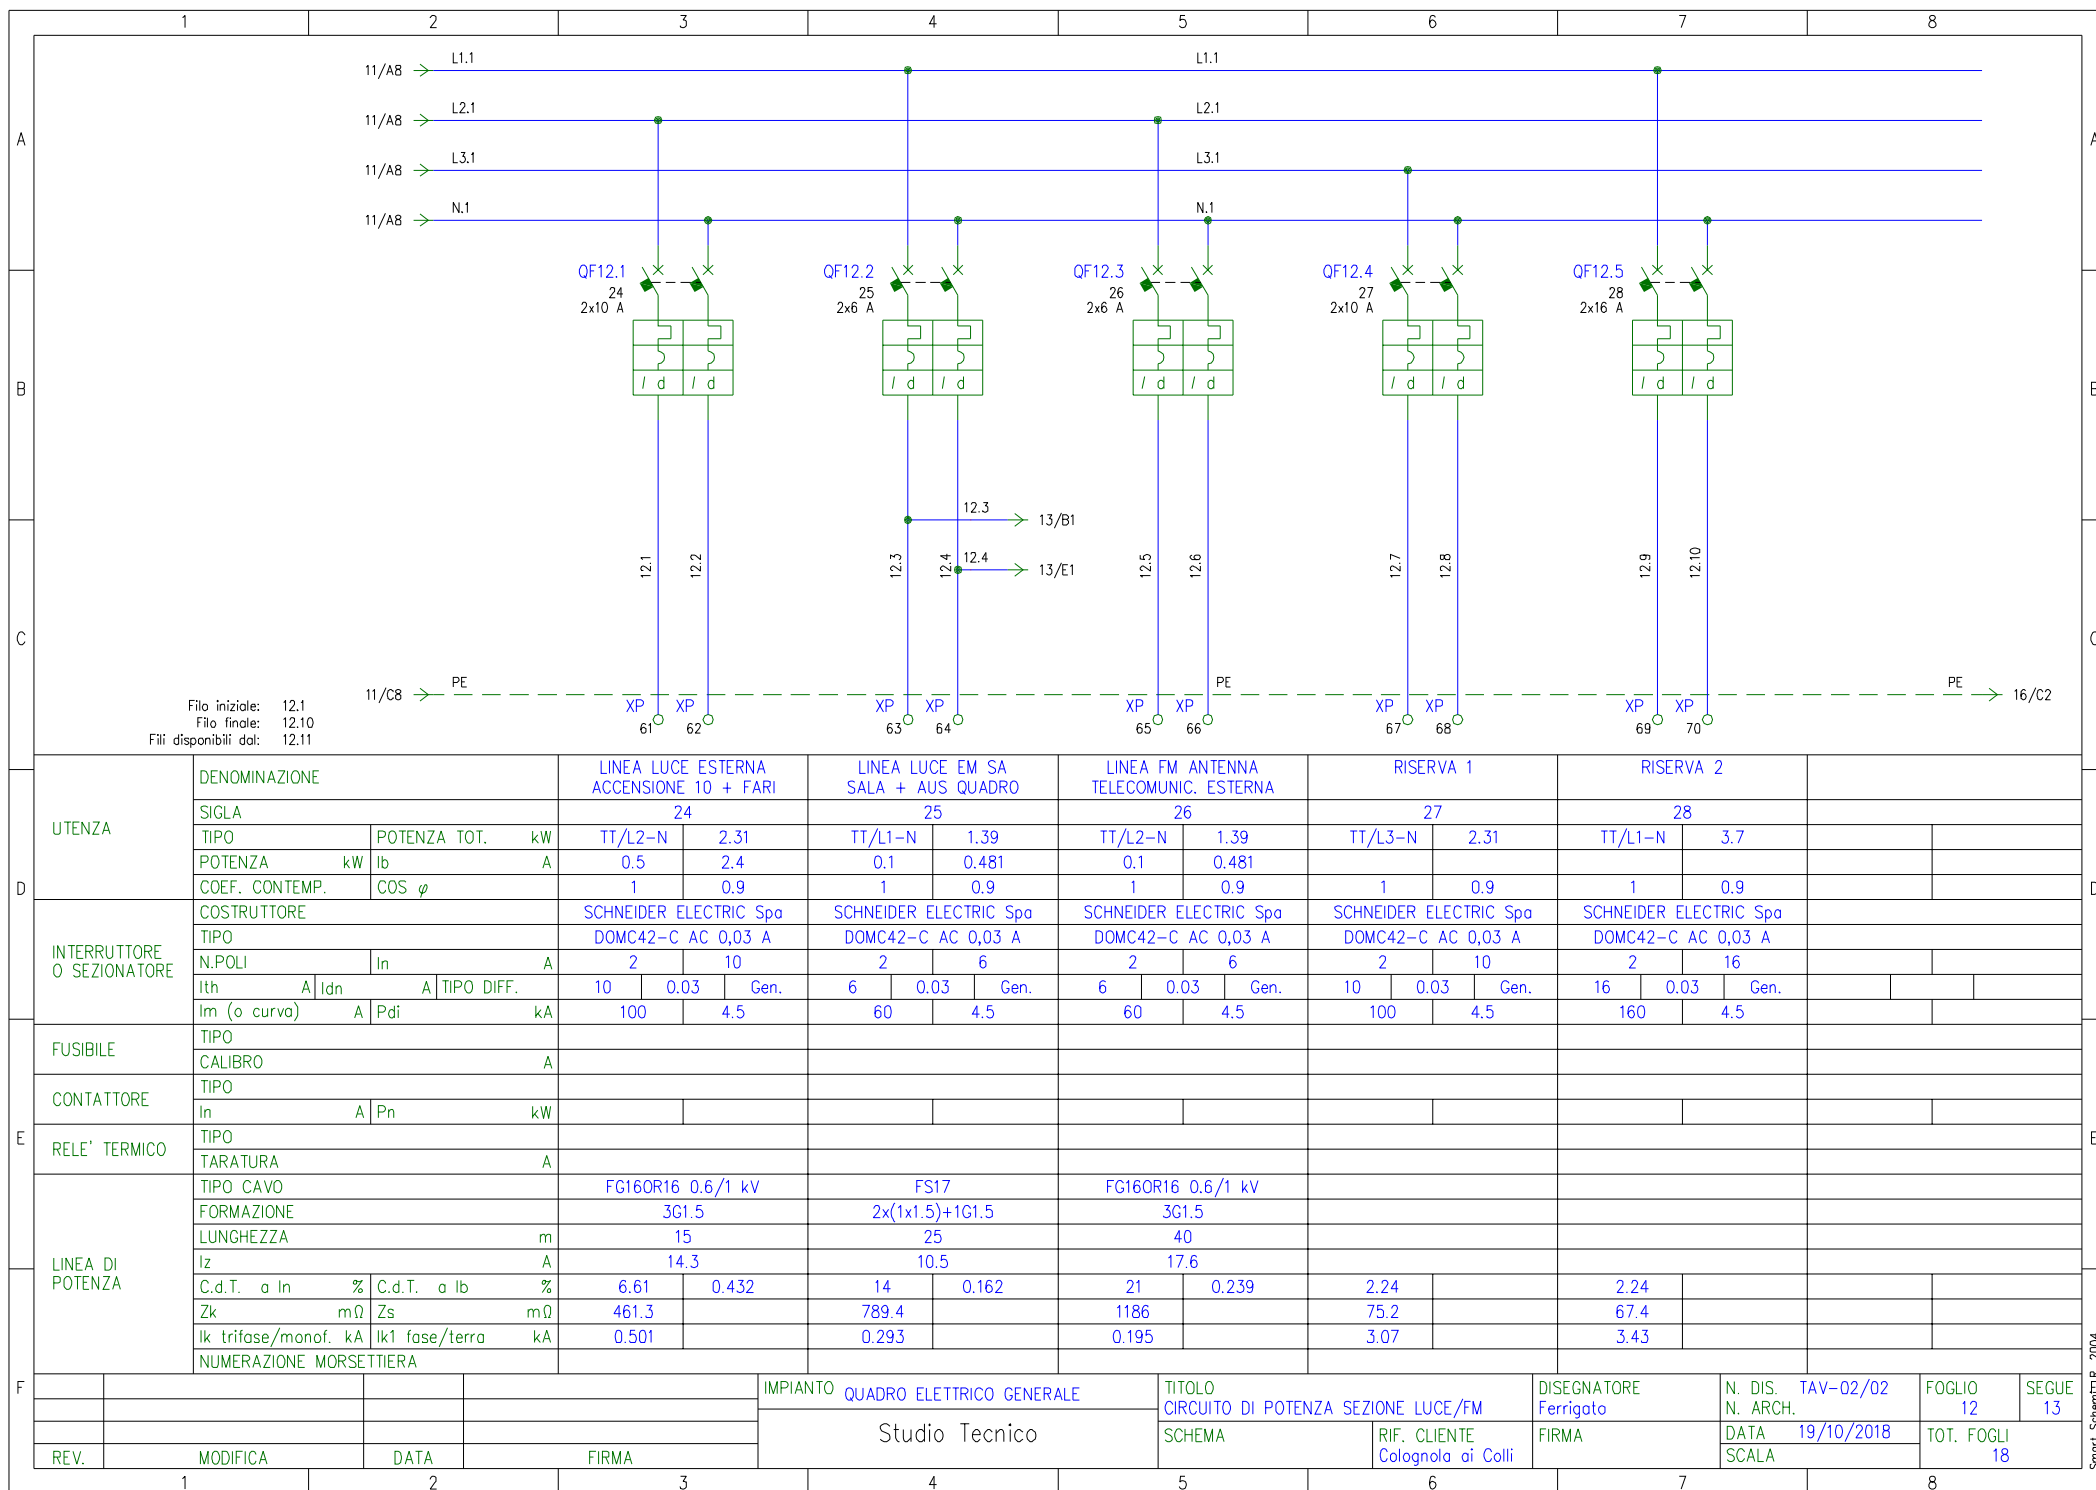 1 2 3 4 5 6 7 8
11/A8 L1.1 L1.1
11/A8 L2.1 L2.1
A A
11/A8 L3.1 L3.1
11/A8 N.1 N.1
QF12.1 QF12.2 QF12.3 QF12.4 QF12.5
24 25 26 27 28
2x10 A 2x6 A 2x6 A 2x10 A 2x16 A
B I d I d I d I d I d I d I d I d I d I d B
12.3 13/B1
12.4 13/E1
12.1 12.2 12.3 12.4 12.5 12.6 12.7 12.8 12.9 12.10
C C
11/C8 PE PE PE 16/C2
Filo iniziale: 12.1
Filo finale: 12.10
Fili disponibili dal: 12.11
XP XP XP XP XP XP XP XP XP XP
61 62 63 64 65 66 67 68 69 70
UTENZA
DENOMINAZIONE LINEA LUCE ESTERNA LINEA LUCE EM SA LINEA FM ANTENNA RISERVA 1 RISERVA 2
ACCENSIONE 10 + FARI SALA + AUS QUADRO TELECOMUNIC. ESTERNA
SIGLA 24 25 26 27 28
TIPO POTENZA TOT. kW TT/L2-N 2.31 TT/L1-N 1.39 TT/L2-N 1.39 TT/L3-N 2.31 TT/L1-N 3.7
POTENZA kW Ib A 0.5 2.4 0.1 0.481 0.1 0.481
D COEF. CONTEMP. COS φ 1 0.9 1 0.9 1 0.9 1 0.9 1 0.9 D
INTERRUTTORE
O SEZIONATORE
COSTRUTTORE SCHNEIDER ELECTRIC Spa SCHNEIDER ELECTRIC Spa SCHNEIDER ELECTRIC Spa SCHNEIDER ELECTRIC Spa SCHNEIDER ELECTRIC Spa
TIPO DOMC42-C AC 0,03 A DOMC42-C AC 0,03 A DOMC42-C AC 0,03 A DOMC42-C AC 0,03 A DOMC42-C AC 0,03 A
N.POLI In A 2 10 2 6 2 6 2 10 2 16
Ith A Idn A TIPO DIFF. 10 0.03 Gen. 6 0.03 Gen. 6 0.03 Gen. 10 0.03 Gen. 16 0.03 Gen.
Im (o curva) A Pdi kA 100 4.5 60 4.5 60 4.5 100 4.5 160 4.5
FUSIBILE
TIPO
CALIBRO A
CONTATTORE
TIPO
In A Pn kW
E E
RELE' TERMICO
TIPO
TARATURA A
LINEA DI
POTENZA
TIPO CAVO FG16OR16 0.6/1 kV FS17 FG16OR16 0.6/1 kV
FORMAZIONE 3G1.5 2x(1x1.5)+1G1.5 3G1.5
LUNGHEZZA m 15 25 40
Iz A 14.3 10.5 17.6
C.d.T. a In % C.d.T. a Ib % 6.61 0.432 14 0.162 21 0.239 2.24 2.24
Zk mΩ Zs mΩ 461.3 789.4 1186 75.2 67.4
Ik trifase/monof. kA Ik1 fase/terra kA 0.501 0.293 0.195 3.07 3.43
NUMERAZIONE MORSETTIERA
F
IMPIANTO QUADRO ELETTRICO GENERALE
Studio Tecnico
TITOLO
CIRCUITO DI POTENZA SEZIONE LUCE/FM
SCHEMA
RIF. CLIENTE
Colognola ai Colli
DISEGNATORE
Ferrigato
FIRMA
N. DIS. TAV-02/02
N. ARCH.
DATA 19/10/2018
SCALA
FOGLIO
12
SEGUE
13
TOT. FOGLI
18
REV. MODIFICA DATA FIRMA
1 2 3 4 5 6 7 8
2004